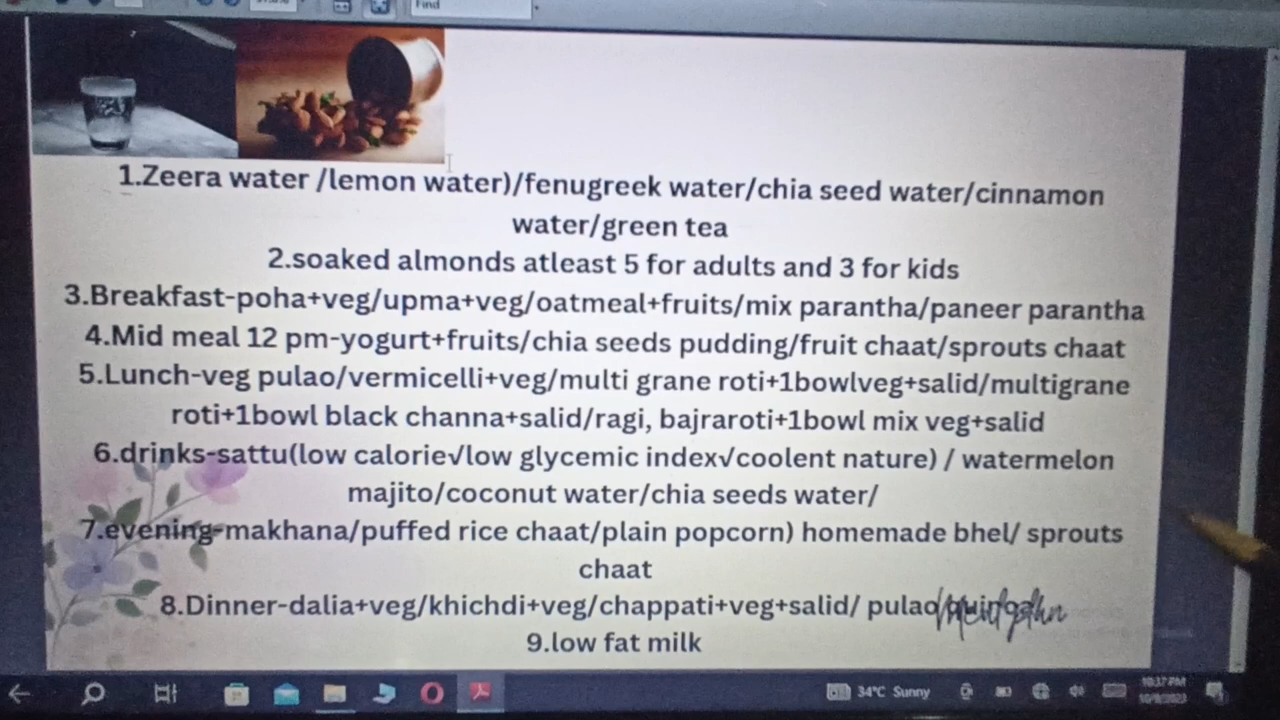 Find
1.Zeera water /lemon water)/fenugreek water/chia seed water/cinnamon
water/green tea
2.soaked almonds atleast 5 for adults and 3 for kids
3.Breakfast-poha+veg/upma+veg/oatmeal+fruits/mix parantha/paneer parantha
4.Mid meal 12 pm-yogurt+fruits/chia seeds pudding/fruit chaat/sprouts chaat
5.Lunch-veg pulao/vermicelli+veg/multi grane roti+1bowlveg+salid/multigrane
roti+1bowl black channa+salid/ragi, bajraroti+1bowl mix veg+salid
6.drinks-sattu(low calorie√low glycemic index√coolent nature) / watermelon
majito/coconut water/chia seeds water/
7.evening-makhana/puffed rice chaat/plain popcorn) homemade bhel/ sprouts
chaat
8.Dinner-dalia+veg/khichdi+veg/chappati+veg+salid/ pulao/
9.low fat milk
34°C Sunny
10:37 PM